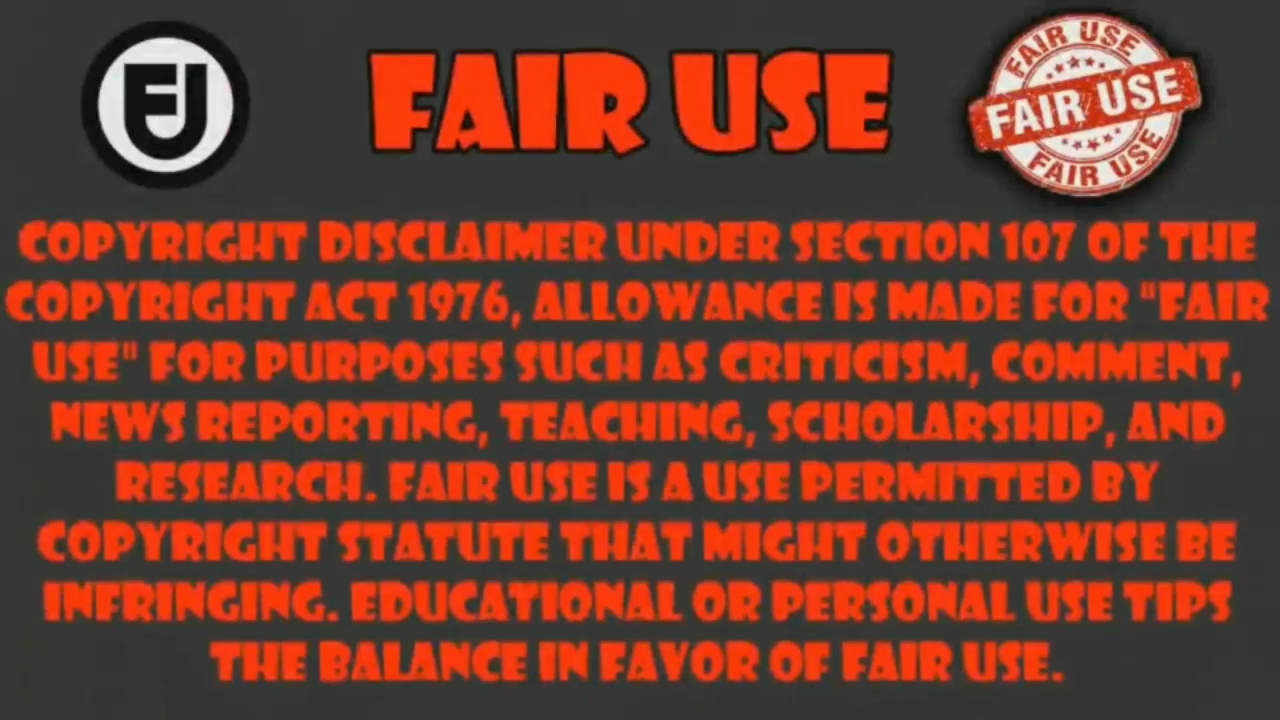 FJ
FAIR USE
FAIR USE
FAIR USE
FAIR USE
COPYRIGHT DISCLAIMER UNDER SECTION 107 OF THE
COPYRIGHT ACT 1976, ALLOWANCE IS MADE FOR "FAIR
USE" FOR PURPOSES SUCH AS CRITICISM, COMMENT,
NEWS REPORTING, TEACHING, SCHOLARSHIP, AND
RESEARCH. FAIR USE IS A USE PERMITTED BY
COPYRIGHT STATUTE THAT MIGHT OTHERWISE BE
INFRINGING. EDUCATIONAL OR PERSONAL USE TIPS
THE BALANCE IN FAVOR OF FAIR USE.